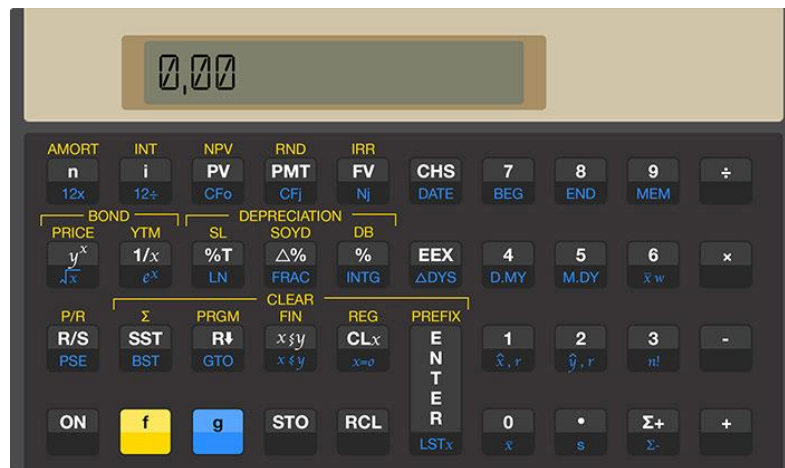 0,00
AMORT INT NPV RND IRR
n i PV PMT FV CHS 7 8 9 ÷
12x 12÷ CFo CFj Nj DATE BEG END MEM
BOND DEPRECIATION
PRICE YTM SL SOYD DB
yˣ 1/x %T △% % EEX 4 5 6 ×
√x eˣ LN FRAC INTG ΔDYS D.MY M.DY x̄ w
CLEAR
P/R Σ PRGM FIN REG PREFIX
R/S SST R↓ x≶y CLx ENTER 1 2 3 -
PSE BST GTO x≤y x=o x̂ , r ŷ , r n!
ON f g STO RCL 0 • Σ+ +
LSTx x̄ s Σ-